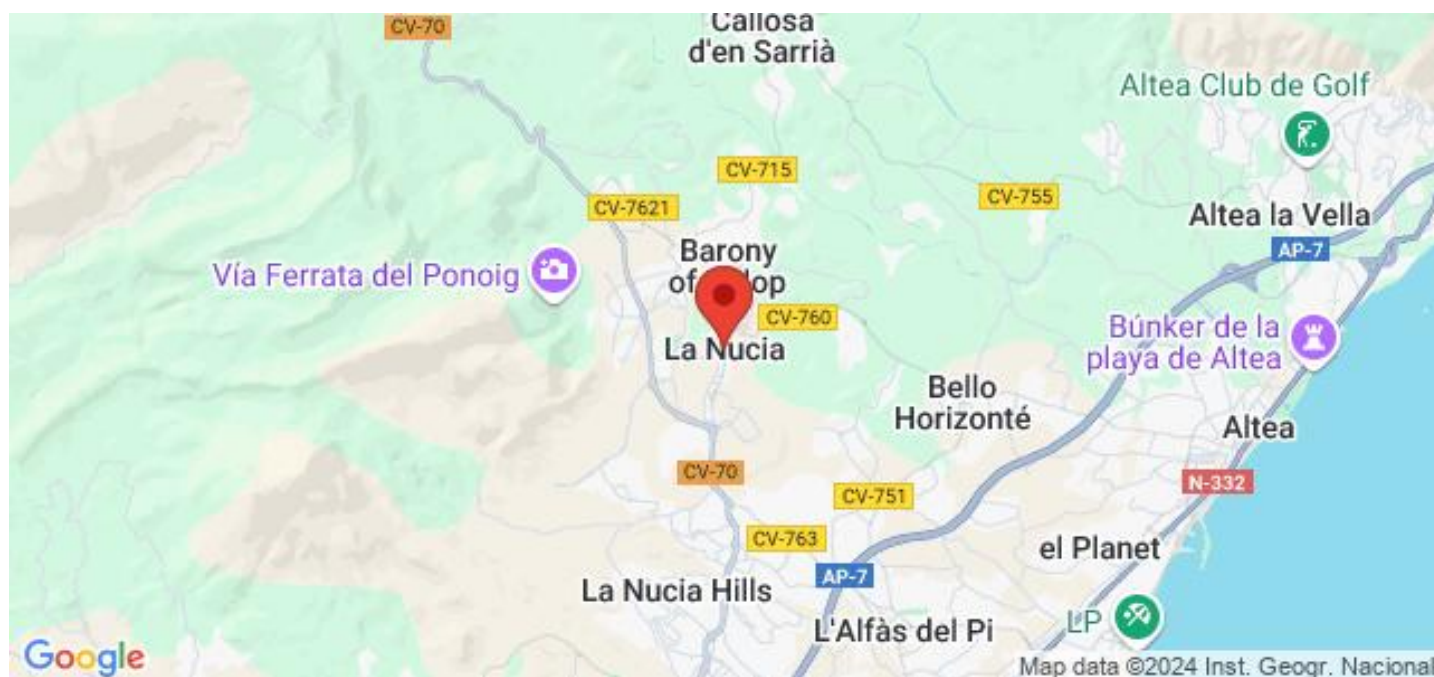 CV-70
Callosa
d'en Sarrià
Altea Club de Golf
CV-715
CV-7621
CV-755
Altea la Vella
AP-7
Barony
Vía Ferrata del Ponoig
CV-760
La Nucia
Búnker de la
playa de Altea
Bello
Horizonté
Altea
CV-70
N-332
CV-751
CV-763
el Planet
AP-7
La Nucia Hills
L'Alfàs del Pi
LP
Google
Map data ©2024 Inst. Geogr. Nacional